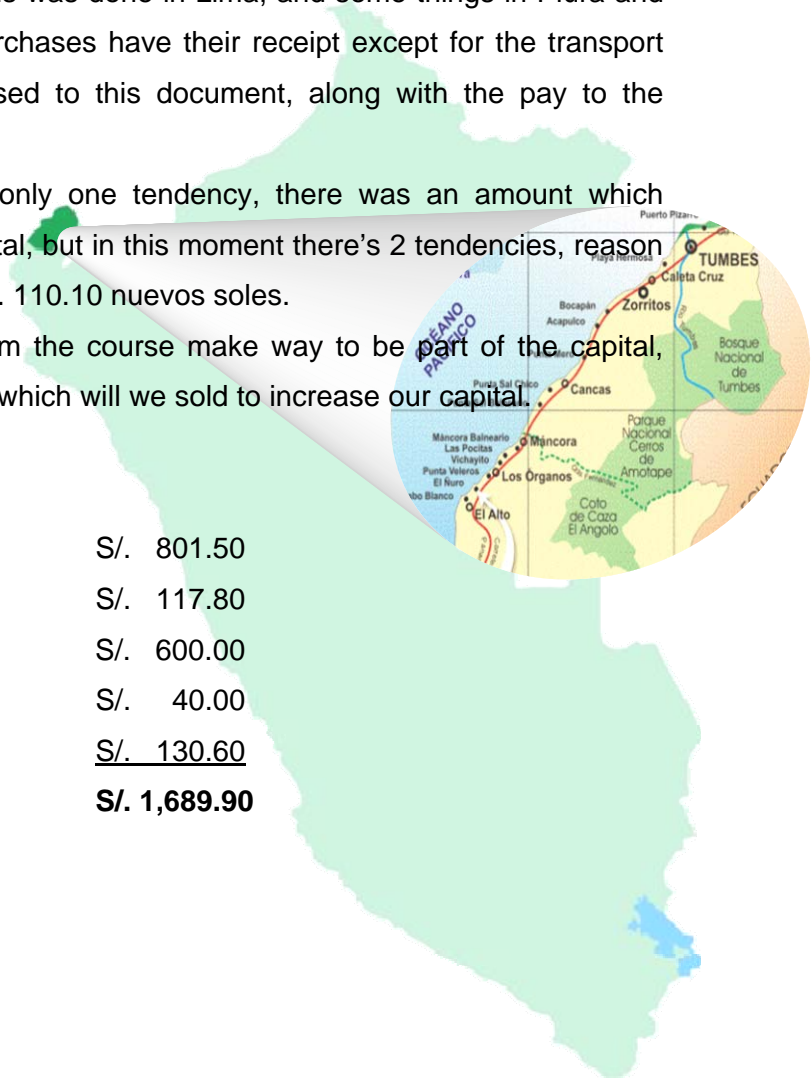 s was done in Lima, and some things in Piura and
rchases have their receipt except for the transport
sed to this document, along with the pay to the
only one tendency, there was an amount which
tal, but in this moment there's 2 tendencies, reason
. 110.10 nuevos soles.
m the course make way to be part of the capital,
which will we sold to increase our capital.
Puerto Pizarr
TUMBES
Playa Hermosa
Caleta Cruz
Zorritos
Bocapán
Acapulco
OCÉANO
PACÍFICO
Bosque
Nacional
de
Tumbes
Punta Sal Chico
Cancas
Parque
Nacional
Cerros
de
Amotape
Máncora Balneario
Las Pocitas
Vichayito
Máncora
Punta Veleros
El Ñuro
Los Órganos
bo Blanco
El Alto
Coto
de Caza
El Angolo
S/. 801.50
S/. 117.80
S/. 600.00
S/. 40.00
S/. 130.60
S/. 1,689.90